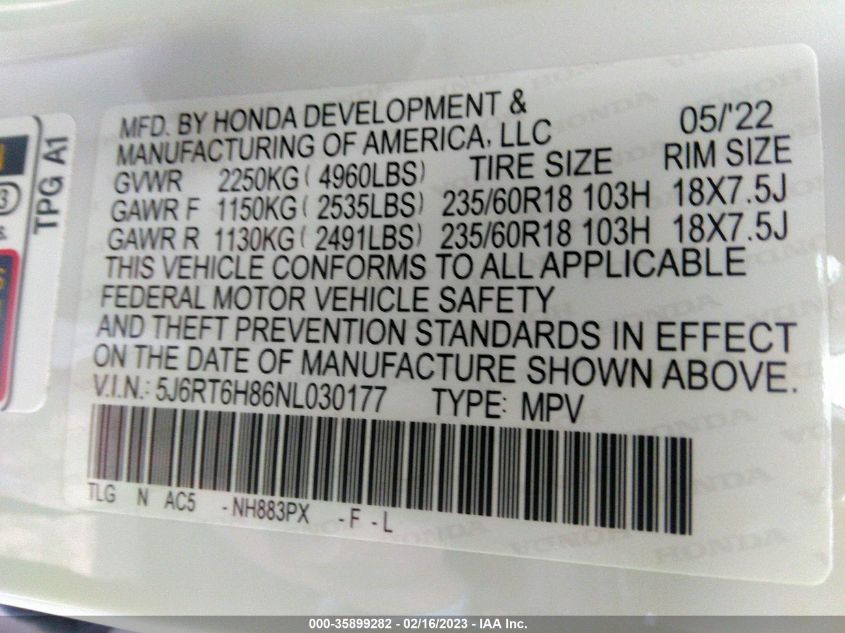 MFD. BY HONDA DEVELOPMENT &
MANUFACTURING OF AMERICA, LLC 05/'22
GVWR 2250KG ( 4960LBS) TIRE SIZE RIM SIZE
GAWR F 1150KG ( 2535LBS) 235/60R18 103H 18X7.5J
GAWR R 1130KG ( 2491LBS) 235/60R18 103H 18X7.5J
THIS VEHICLE CONFORMS TO ALL APPLICABLE
FEDERAL MOTOR VEHICLE SAFETY
AND THEFT PREVENTION STANDARDS IN EFFECT
ON THE DATE OF MANUFACTURE SHOWN ABOVE.
V.I.N.: 5J6RT6H86NL030177 TYPE: MPV
TLG N AC5 - NH883PX - F - L
TPG A1
HONDA
000-35899282 - 02/16/2023 - IAA Inc.